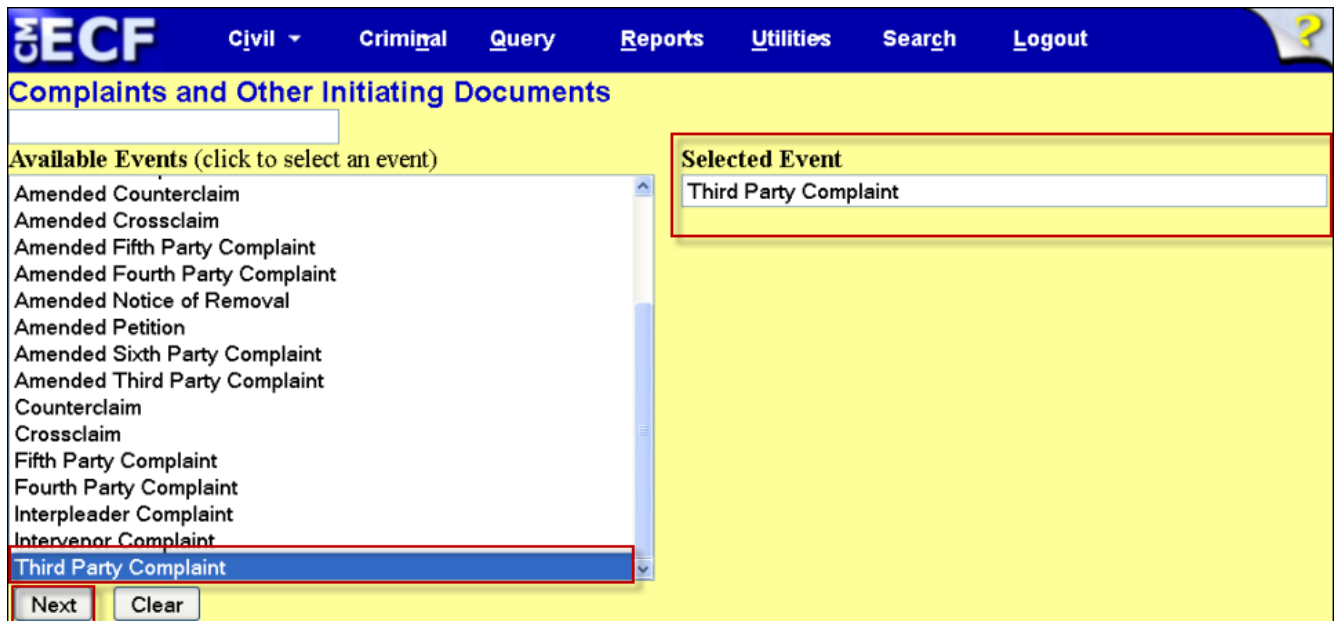 CM ECF Civil Criminal Query Reports Utilities Search Logout ?
Complaints and Other Initiating Documents
Available Events (click to select an event)
Selected Event
Third Party Complaint
Amended Counterclaim
Amended Crossclaim
Amended Fifth Party Complaint
Amended Fourth Party Complaint
Amended Notice of Removal
Amended Petition
Amended Sixth Party Complaint
Amended Third Party Complaint
Counterclaim
Crossclaim
Fifth Party Complaint
Fourth Party Complaint
Interpleader Complaint
Intervenor Complaint
Third Party Complaint
Next Clear